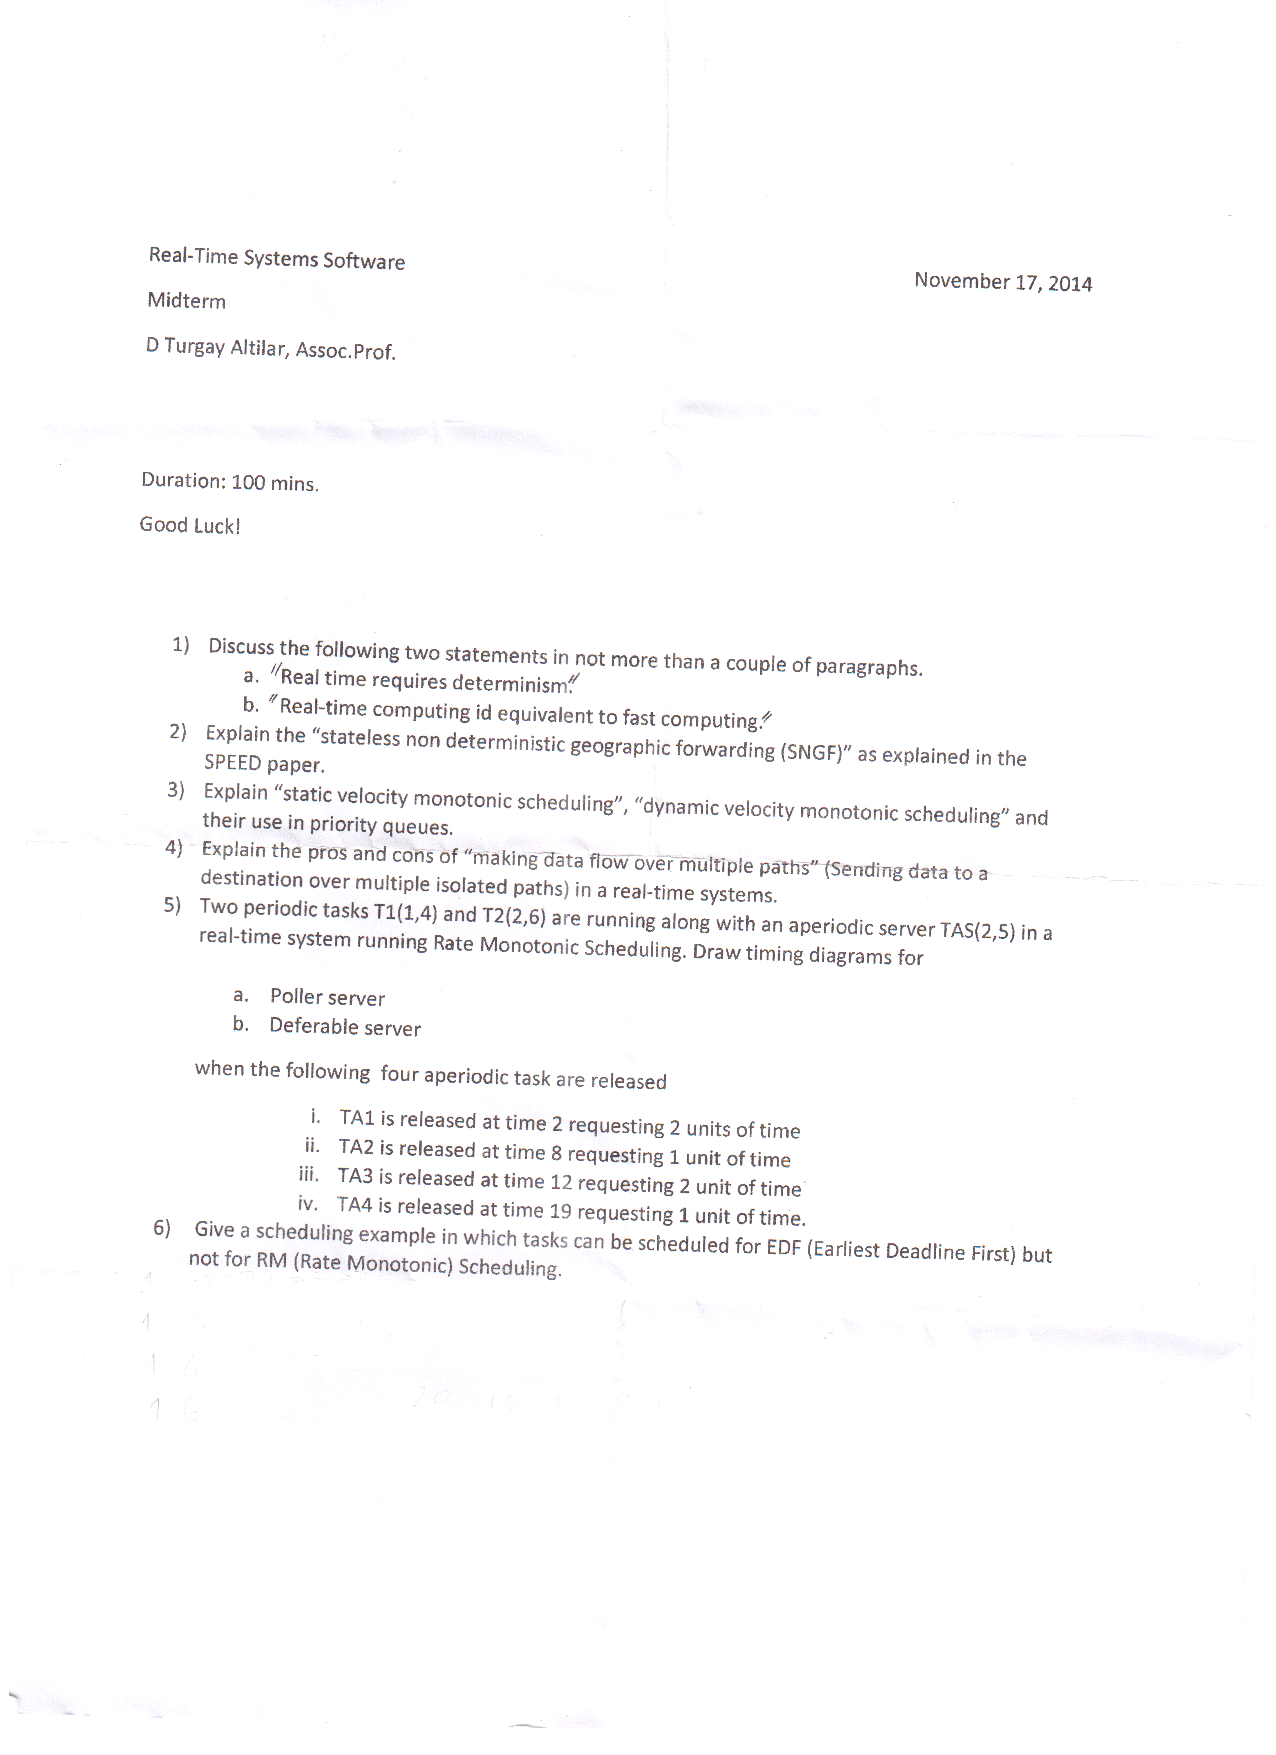 Real-Time Systems Software
November 17, 2014
Midterm
D Turgay Altilar, Assoc.Prof.
Duration: 100 mins.
Good Luck!
1) Discuss the following two statements in not more than a couple of paragraphs.
a. "Real time requires determinism."
b. "Real-time computing id equivalent to fast computing."
2) Explain the "stateless non deterministic geographic forwarding (SNGF)" as explained in the
SPEED paper.
3) Explain "static velocity monotonic scheduling", "dynamic velocity monotonic scheduling" and
their use in priority queues.
4) Explain the pros and cons of "making data flow over multiple paths" (Sending data to a
destination over multiple isolated paths) in a real-time systems.
5) Two periodic tasks T1(1,4) and T2(2,6) are running along with an aperiodic server TAS(2,5) in a
real-time system running Rate Monotonic Scheduling. Draw timing diagrams for
a. Poller server
b. Deferable server
when the following four aperiodic task are released
i. TA1 is released at time 2 requesting 2 units of time
ii. TA2 is released at time 8 requesting 1 unit of time
iii. TA3 is released at time 12 requesting 2 unit of time
iv. TA4 is released at time 19 requesting 1 unit of time.
6) Give a scheduling example in which tasks can be scheduled for EDF (Earliest Deadline First) but
not for RM (Rate Monotonic) Scheduling.
1
1 4
1 6